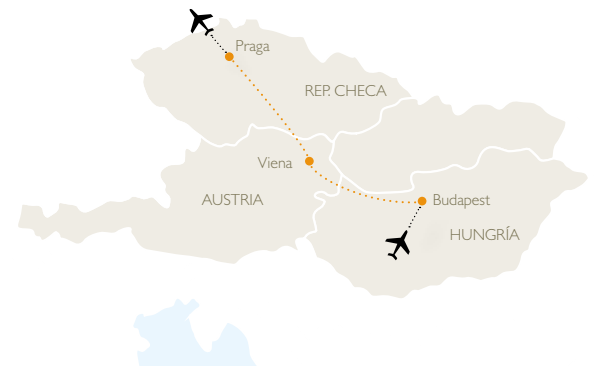 Praga
REP. CHECA
Viena
AUSTRIA
Budapest
HUNGRÍA